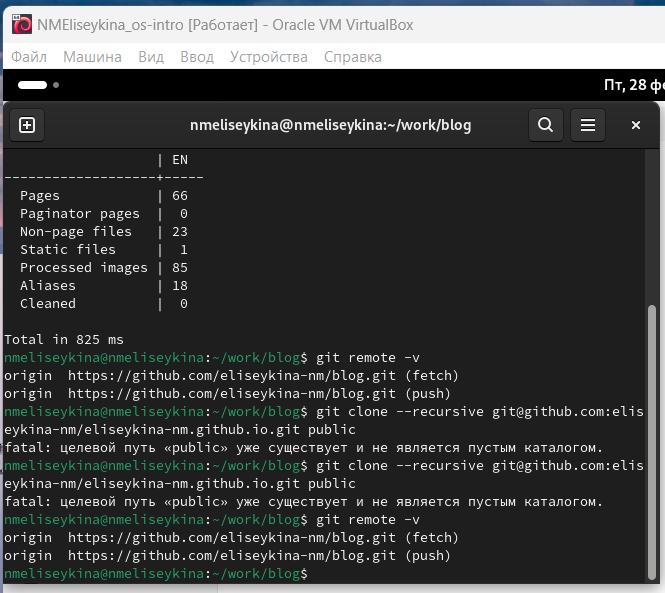 NMEliseykina_os-intro [Работает] - Oracle VM VirtualBox
Файл Машина Вид Ввод Устройства Справка
Пт, 28 фе
nmeliseykina@nmeliseykina:~/work/blog
| EN
-------------------+-----
Pages | 66
Paginator pages | 0
Non-page files | 23
Static files | 1
Processed images | 85
Aliases | 18
Cleaned | 0
Total in 825 ms
nmeliseykina@nmeliseykina:~/work/blog$ git remote -v
origin https://github.com/eliseykina-nm/blog.git (fetch)
origin https://github.com/eliseykina-nm/blog.git (push)
nmeliseykina@nmeliseykina:~/work/blog$ git clone --recursive git@github.com:elis
eykina-nm/eliseykina-nm.github.io.git public
fatal: целевой путь «public» уже существует и не является пустым каталогом.
nmeliseykina@nmeliseykina:~/work/blog$ git clone --recursive git@github.com:elis
eykina-nm/eliseykina-nm.github.io.git public
fatal: целевой путь «public» уже существует и не является пустым каталогом.
nmeliseykina@nmeliseykina:~/work/blog$ git remote -v
origin https://github.com/eliseykina-nm/blog.git (fetch)
origin https://github.com/eliseykina-nm/blog.git (push)
nmeliseykina@nmeliseykina:~/work/blog$